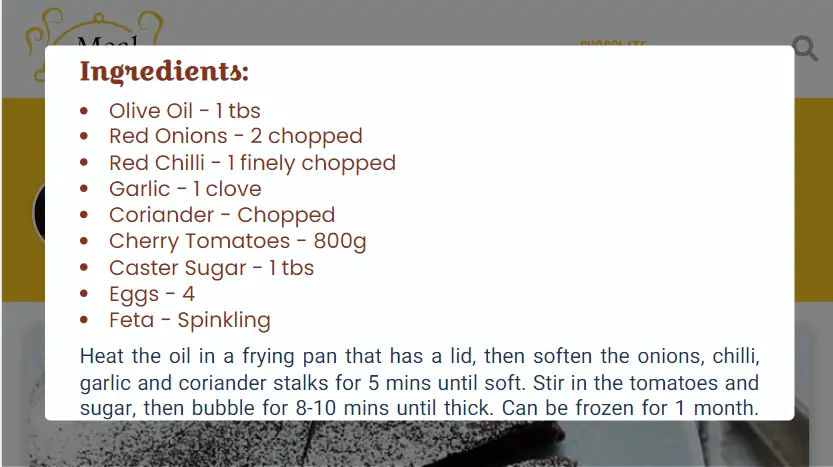 Ingredients:
• Olive Oil - 1 tbs
• Red Onions - 2 chopped
• Red Chilli - 1 finely chopped
• Garlic - 1 clove
• Coriander - Chopped
• Cherry Tomatoes - 800g
• Caster Sugar - 1 tbs
• Eggs - 4
• Feta - Spinkling
Heat the oil in a frying pan that has a lid, then soften the onions, chilli,
garlic and coriander stalks for 5 mins until soft. Stir in the tomatoes and
sugar, then bubble for 8-10 mins until thick. Can be frozen for 1 month.